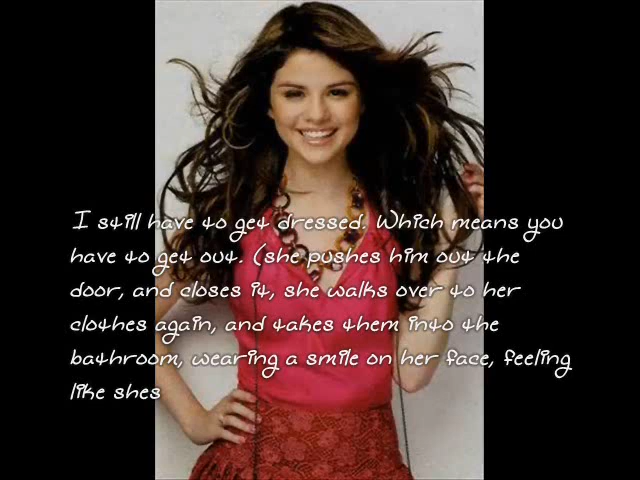 I still have to get dressed. Which means you
have to get out. (she pushes him out the
door, and closes it, she walks over to her
clothes again, and takes them into the
bathroom, wearing a smile on her face, feeling
like shes